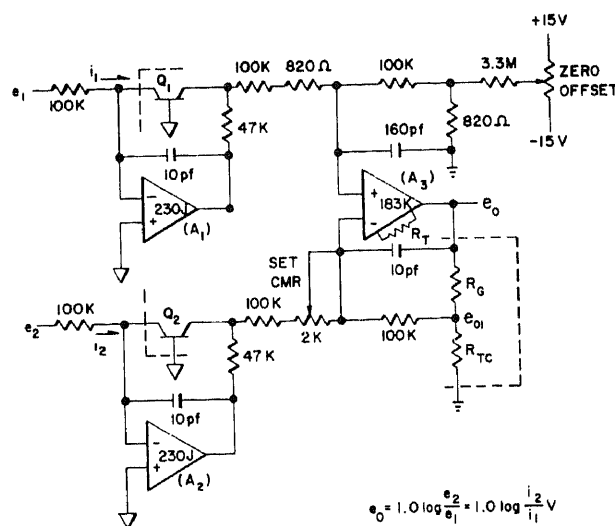 +15V
e1
100K
i1
Q1
100K
820Ω
100K
3.3M
ZERO
OFFSET
47K
10pf
160pf
820Ω
-15V
−
230J
+
(A1)
+
183K
−
(A3)
RT
e0
10pf
SET
CMR
RG
e2
100K
i2
Q2
100K
2K
100K
e01
RTC
47K
10pf
−
230J
+
(A2)
e0 = 1.0 log e2/e1 = 1.0 log i2/i1 V